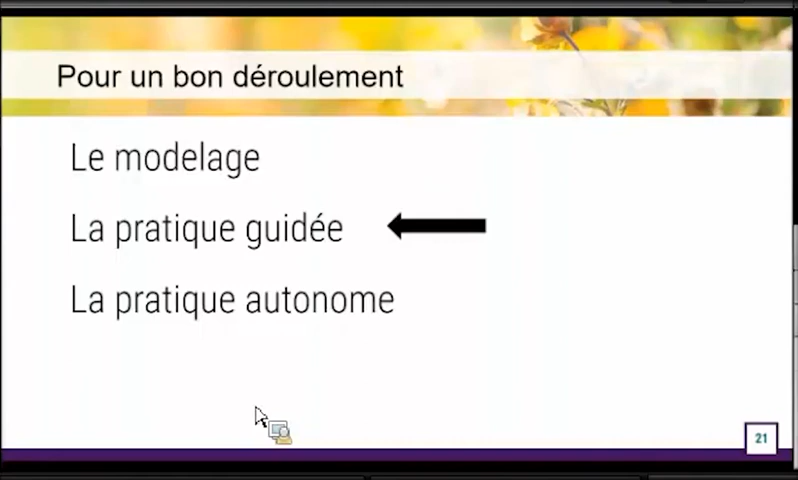 Pour un bon déroulement
Le modelage
La pratique guidée
La pratique autonome
21